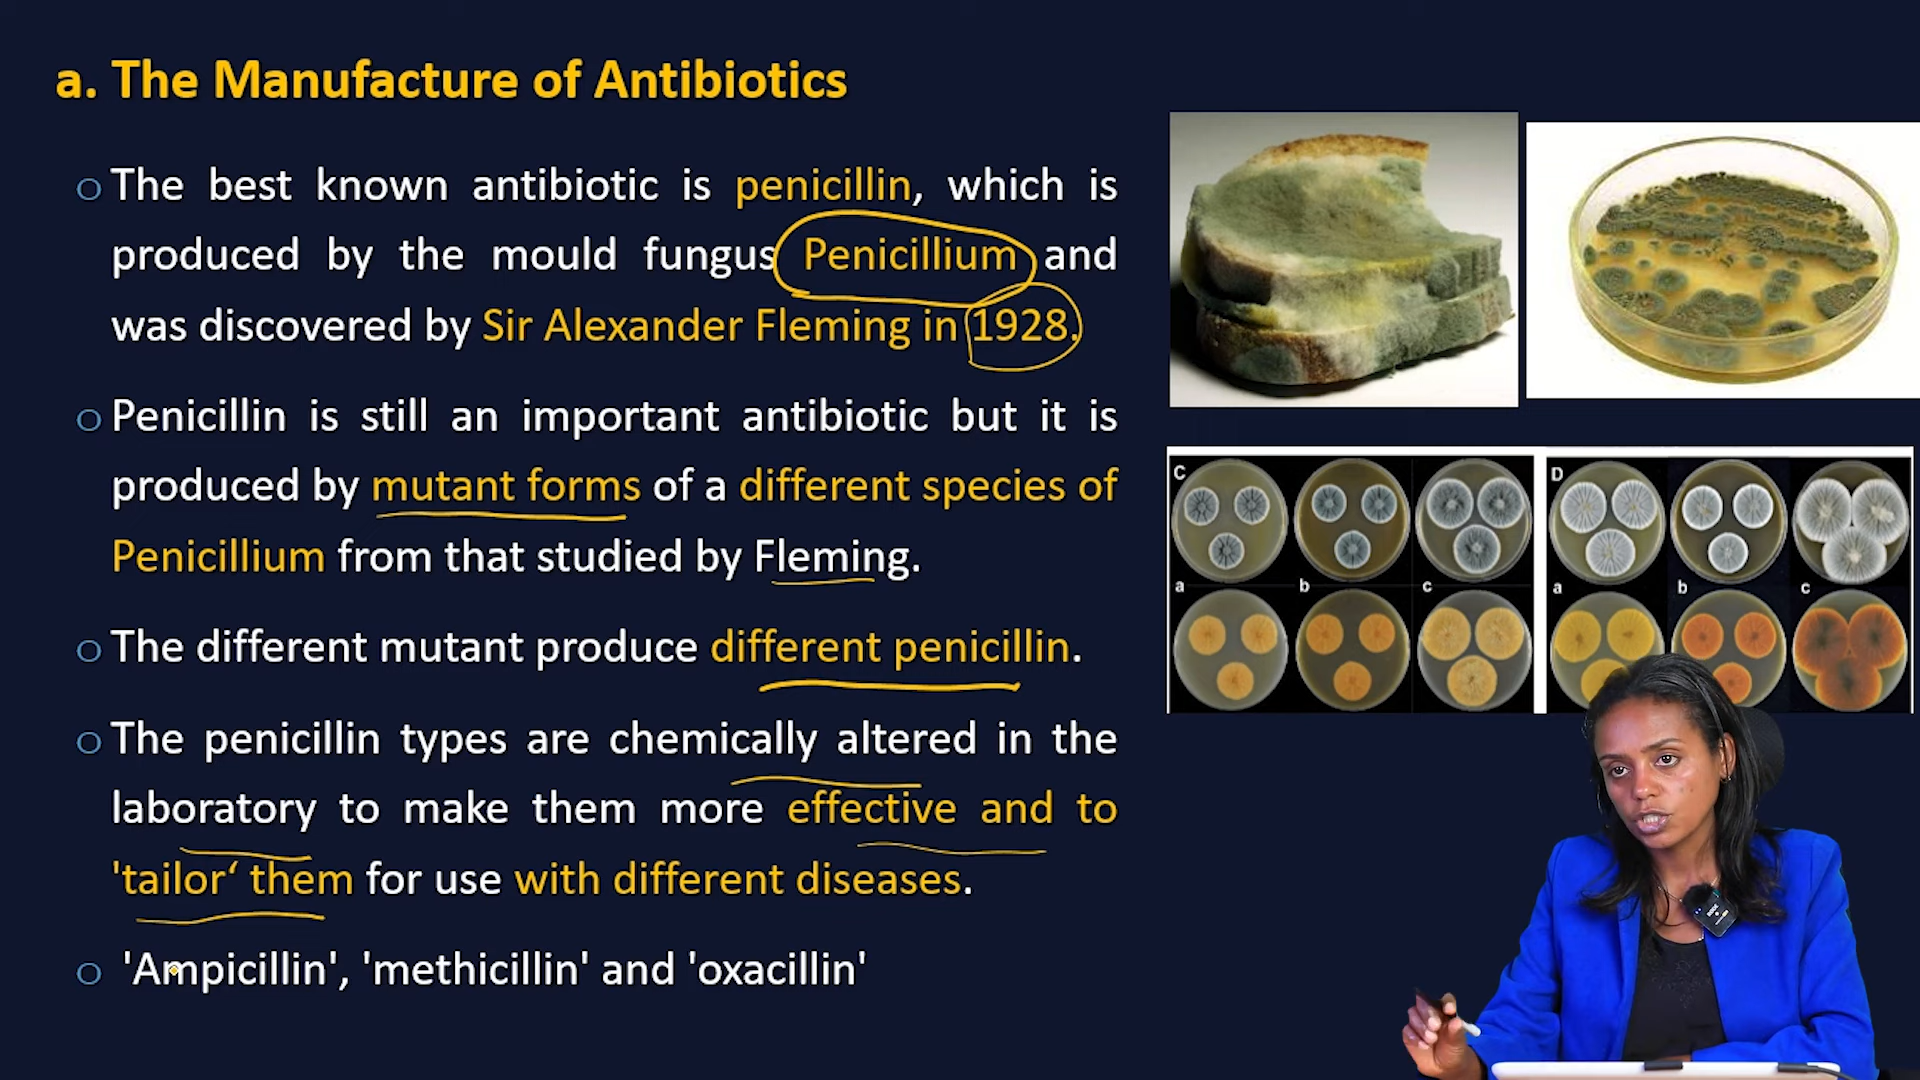 a. The Manufacture of Antibiotics
o The best known antibiotic is penicillin, which is
produced by the mould fungus Penicillium and
was discovered by Sir Alexander Fleming in 1928.
o Penicillin is still an important antibiotic but it is
produced by mutant forms of a different species of
Penicillium from that studied by Fleming.
o The different mutant produce different penicillin.
o The penicillin types are chemically altered in the
laboratory to make them more effective and to
'tailor‘ them for use with different diseases.
o 'Ampicillin', 'methicillin' and 'oxacillin'
C
a b c
D
a b c